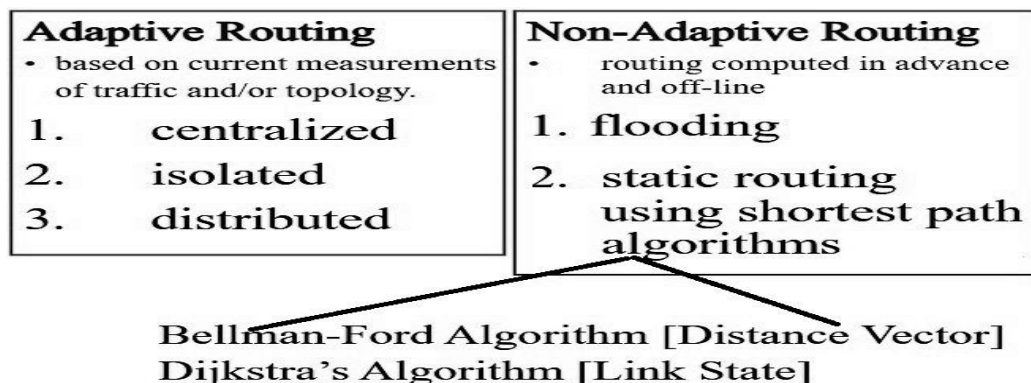 Adaptive Routing
• based on current measurements
of traffic and/or topology.
1. centralized
2. isolated
3. distributed
Non-Adaptive Routing
• routing computed in advance
and off-line
1. flooding
2. static routing
using shortest path
algorithms
Bellman-Ford Algorithm [Distance Vector]
Dijkstra's Algorithm [Link State]